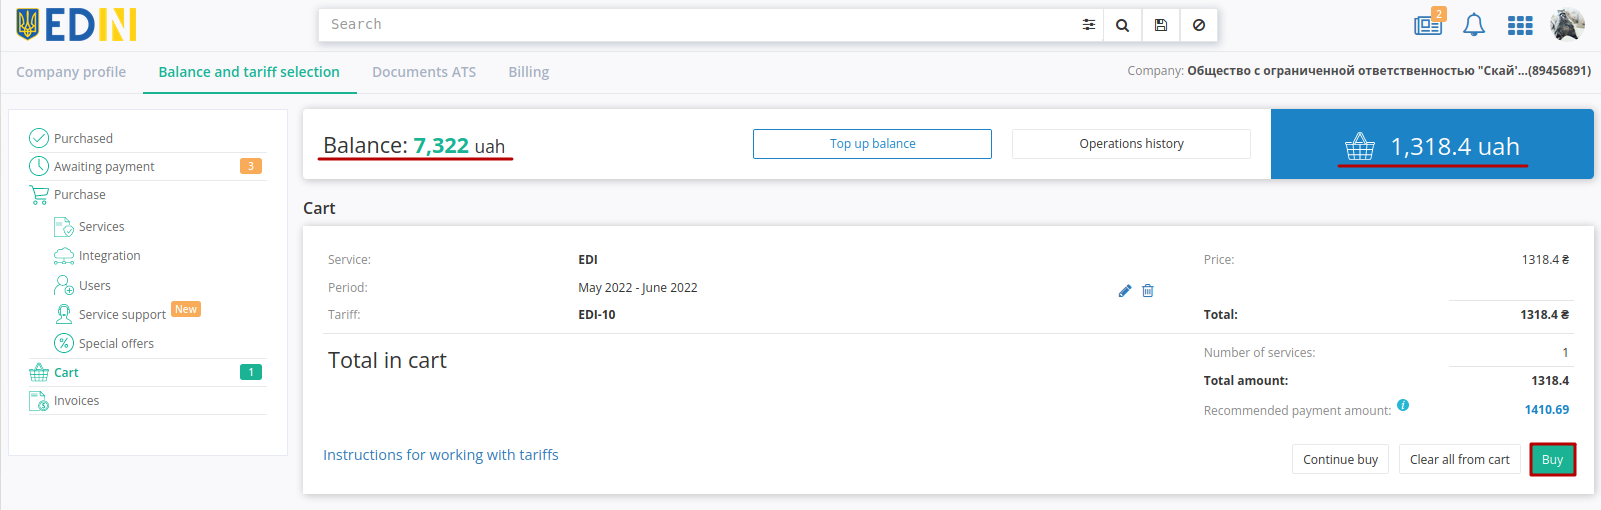 EDIN
Search
2
Company profile
Balance and tariff selection
Documents ATS
Billing
Company: Общество с ограниченной ответственностью "Скай'...(89456891)
Purchased
Awaiting payment 3
Purchase
Services
Integration
Users
Service support New
Special offers
Cart 1
Invoices
Balance: 7,322 uah
Top up balance
Operations history
1,318.4 uah
Cart
Service: EDI
Period: May 2022 - June 2022
Tariff: EDI-10
Price: 1318.4 ₴
Total: 1318.4 ₴
Total in cart
Number of services: 1
Total amount: 1318.4
Recommended payment amount: i 1410.69
Instructions for working with tariffs
Continue buy
Clear all from cart
Buy